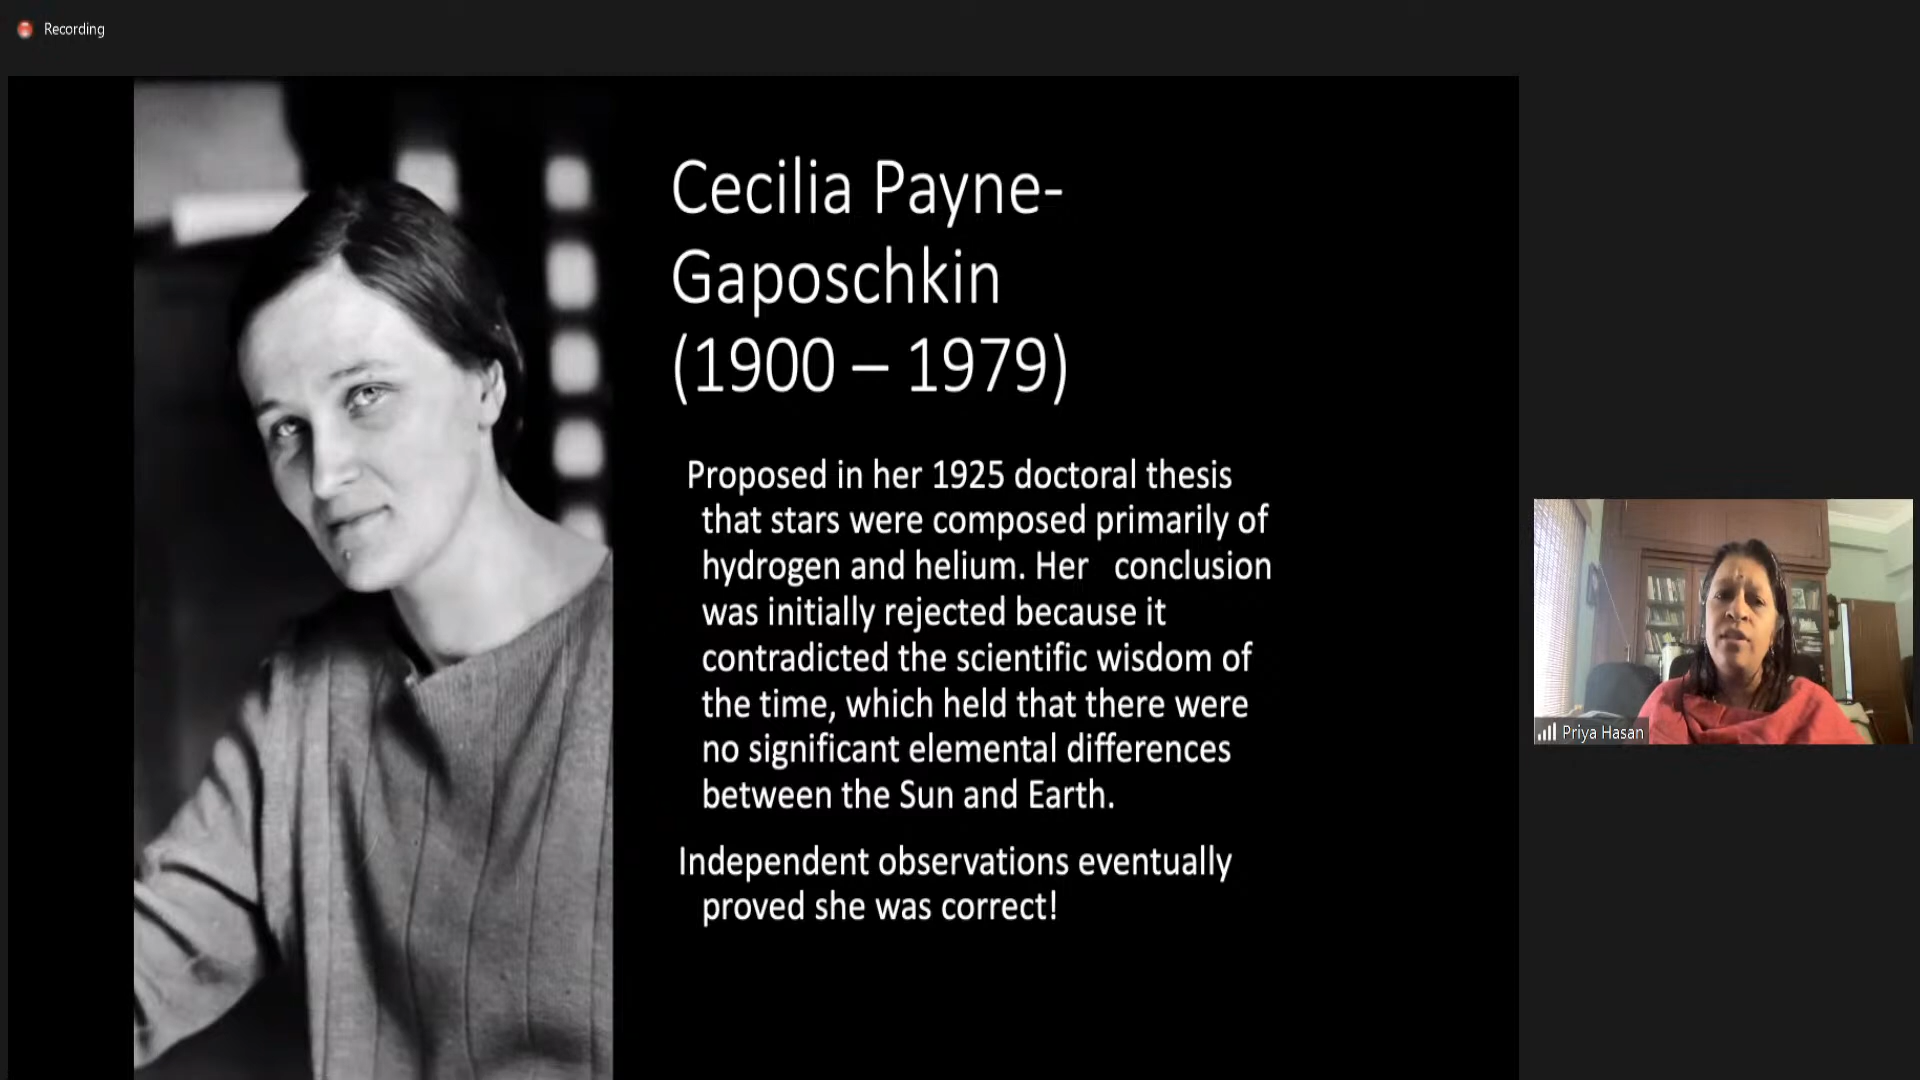 Recording
Cecilia Payne-
Gaposchkin
(1900 – 1979)
Proposed in her 1925 doctoral thesis
that stars were composed primarily of
hydrogen and helium. Her conclusion
was initially rejected because it
contradicted the scientific wisdom of
the time, which held that there were
no significant elemental differences
between the Sun and Earth.
Independent observations eventually
proved she was correct!
Priya Hasan